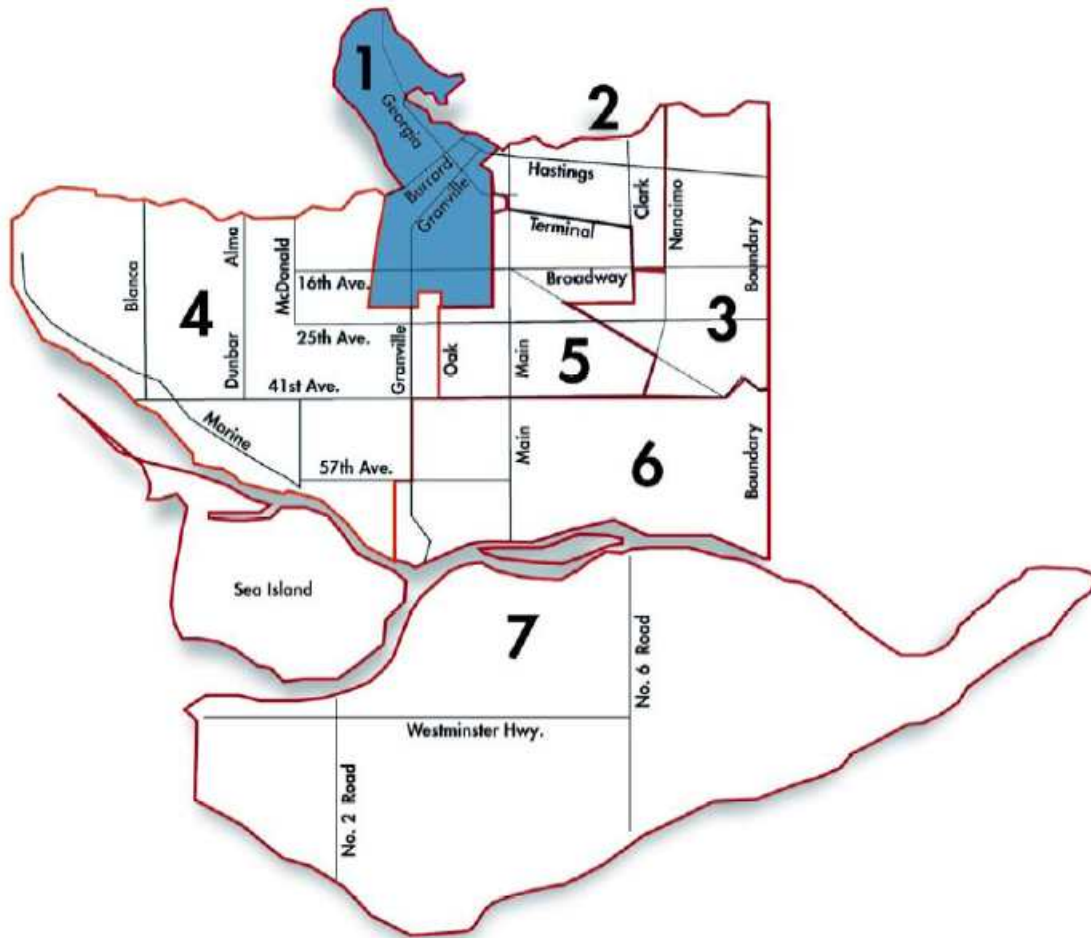 1
2
Georgia
Burrard
Granville
Hastings
Clark
Nanaimo
Terminal
Boundary
Blanca
Alma
McDonald
16th Ave.
Broadway
4
3
Dunbar
25th Ave.
Granville
Oak
Main
5
41st Ave.
Marine
57th Ave.
Main
6
Boundary
Sea Island
7
No. 6 Road
Westminster Hwy.
No. 2 Road